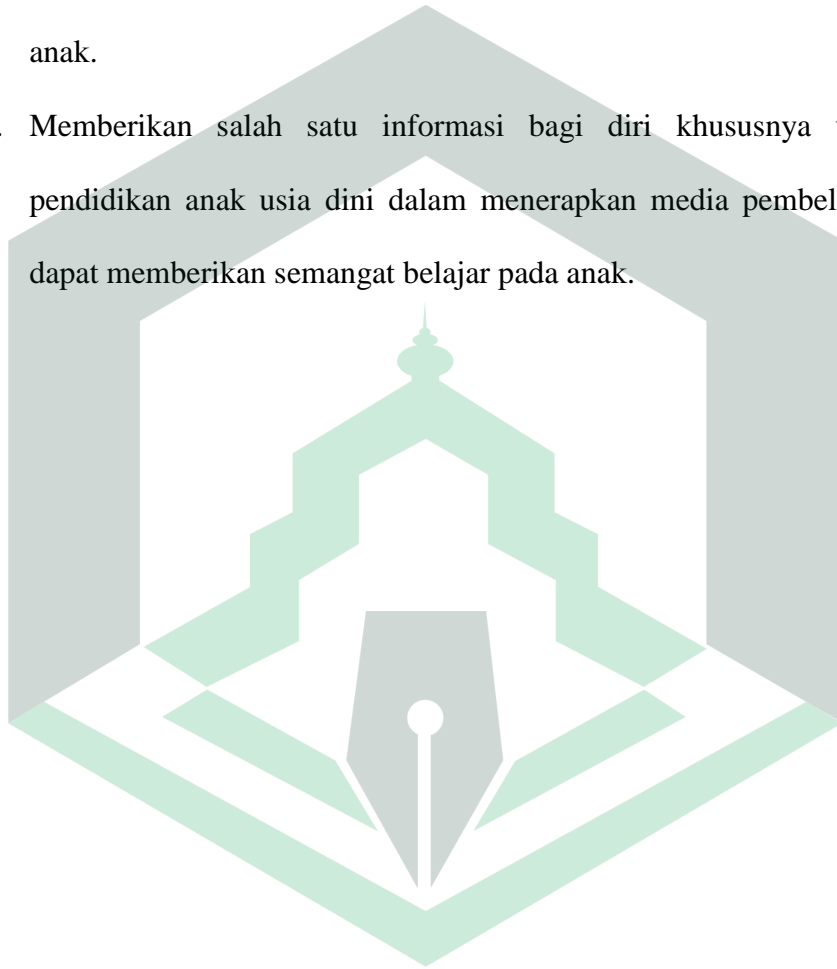 anak.
. Memberikan salah satu informasi bagi diri khususnya
pendidikan anak usia dini dalam menerapkan media
dapat memberikan semangat belajar pada anak.